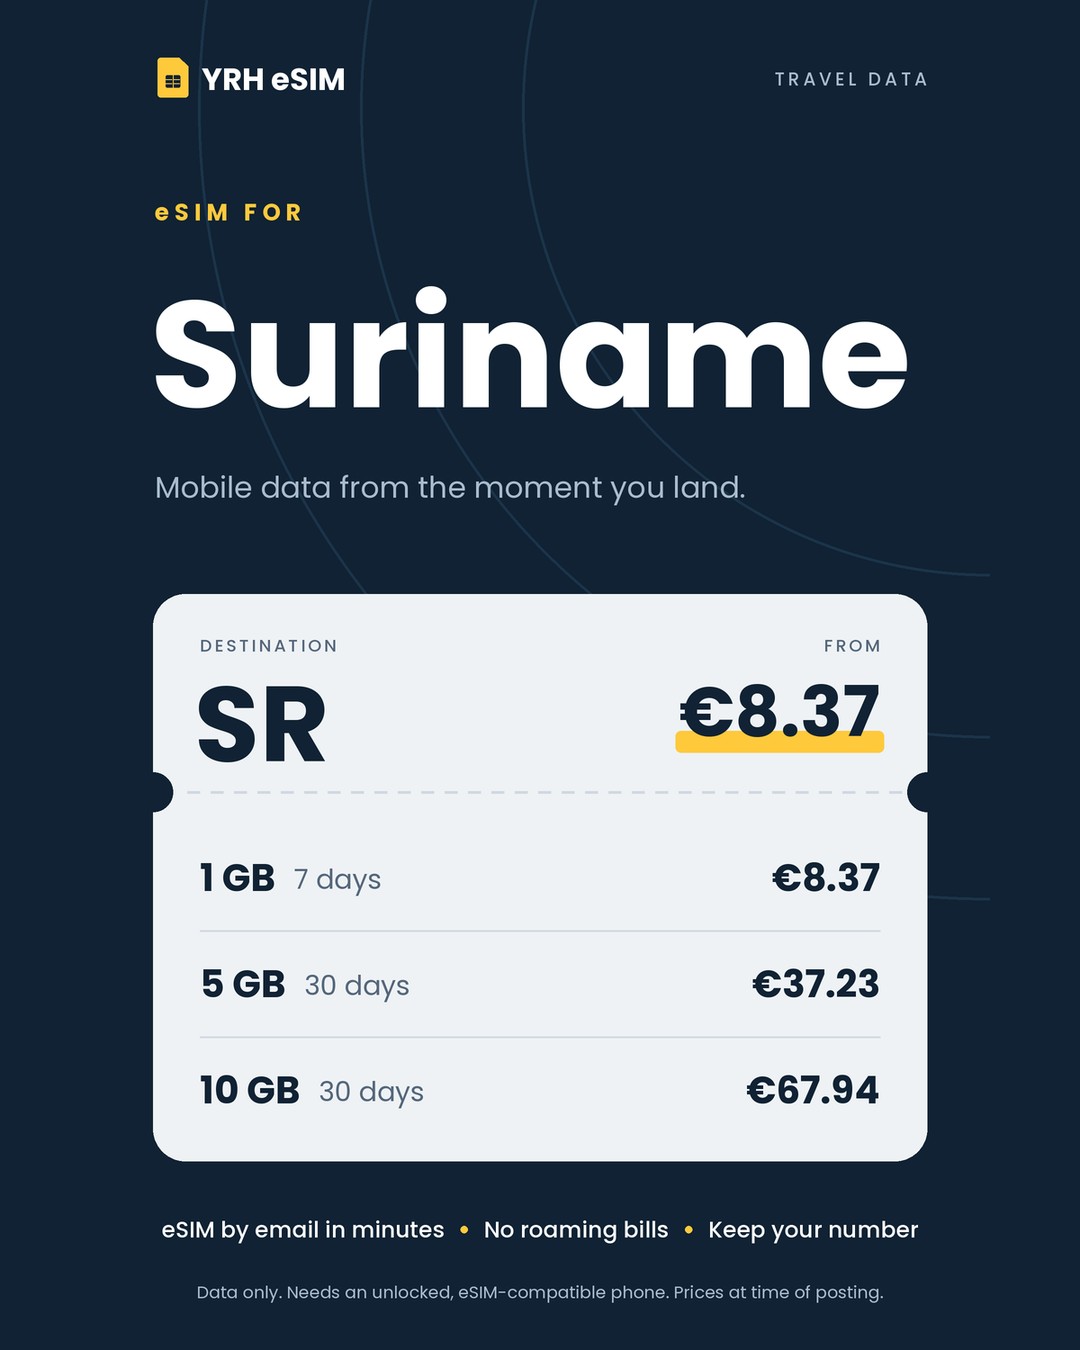 YRH eSIM
TRAVEL DATA
eSIM FOR
Suriname
Mobile data from the moment you land.
DESTINATION
FROM
SR
€8.37
1 GB 7 days €8.37
5 GB 30 days €37.23
10 GB 30 days €67.94
eSIM by email in minutes • No roaming bills • Keep your number
Data only. Needs an unlocked, eSIM-compatible phone. Prices at time of posting.